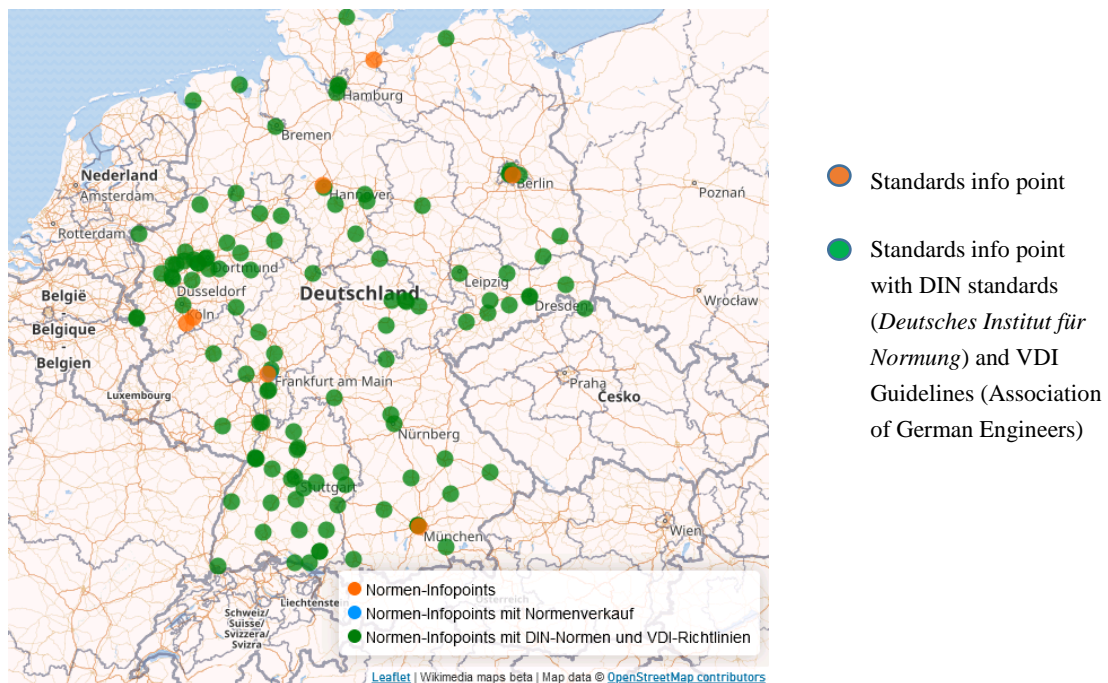 Hamburg
Bremen
Nederland
Amsterdam
Berlin
Poznań
Hannover
Rotterdam
Dortmund
Düsseldorf
Leipzig
België
-
Belgique
-
Belgien
Deutschland
Wrocław
Dresden
Köln
Frankfurt am Main
Praha
Česko
Luxembourg
Nürnberg
Stuttgart
Wien
München
Liechtenstein
Schweiz/
Suisse/
Svizzera/
Svizra
Österreich
Normen-Infopoints
Normen-Infopoints mit Normenverkauf
Normen-Infopoints mit DIN-Normen und VDI-Richtlinien
Leaflet | Wikimedia maps beta | Map data © OpenStreetMap contributors
Standards info point
Standards info point
with DIN standards
(Deutsches Institut für
Normung) and VDI
Guidelines (Association
of German Engineers)